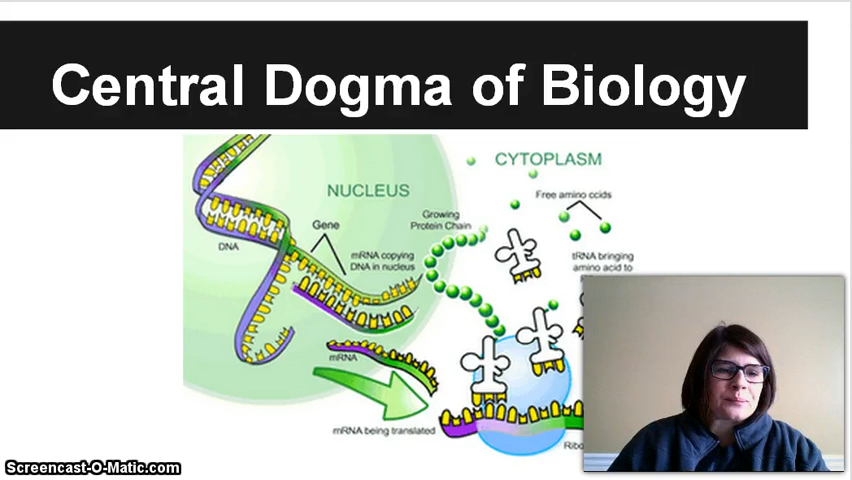 Central Dogma of Biology
CYTOPLASM
NUCLEUS
Free amino ccids
Growing
Protein Chain
Gene
DNA
mRNA copying
DNA in nucleus
tRNA bringing
amino acid to
mRNA
mRNA being translated
Screencast-O-Matic.com